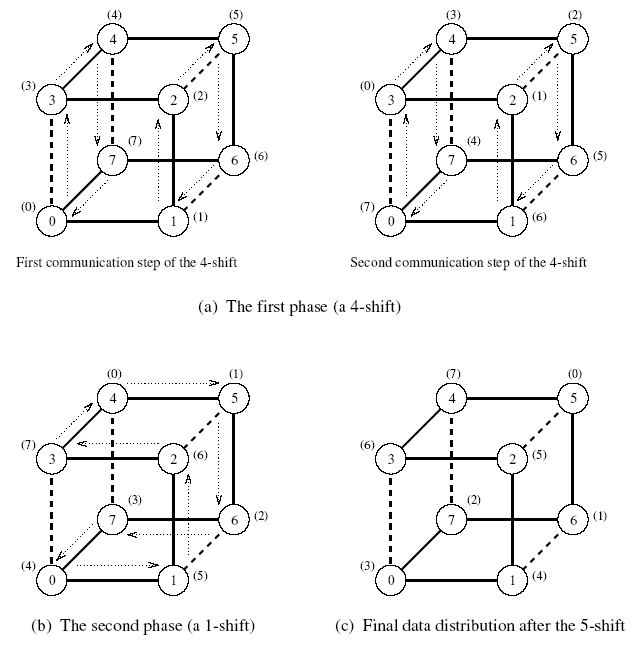 (4) (5) (3) (2)
4 5 4 5
(3) (0)
3 2 (2) 3 2 (1)
(7) (4)
7 6 (6) 7 6 (5)
(0) (7)
0 1 (1) 0 1 (6)
First communication step of the 4-shift Second communication step of the 4-shift
(a) The first phase (a 4-shift)
(0) (1) (7) (0)
4 5 4 5
(7) (6)
3 2 (6) 3 2 (5)
(3) (2)
7 6 (2) 7 6 (1)
(4) (3)
0 1 (5) 0 1 (4)
(b) The second phase (a 1-shift) (c) Final data distribution after the 5-shift